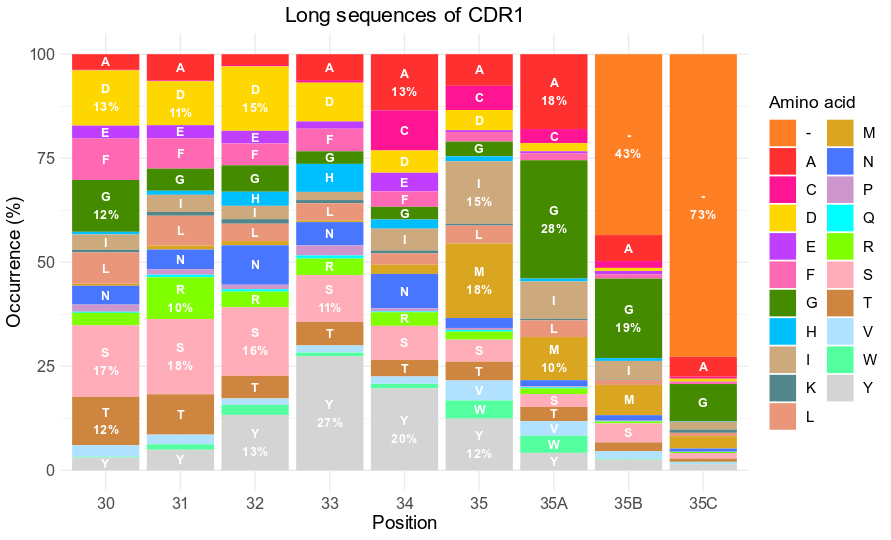 Long sequences of CDR1
Occurrence (%)
100
75
50
25
0
A
D
13%
E
F
G
12%
I
L
N
S
17%
T
12%
Y
A
D
11%
E
F
G
I
L
N
R
10%
S
18%
T
Y
D
15%
E
F
G
H
I
L
N
R
S
16%
T
Y
13%
A
D
F
G
H
L
N
R
S
11%
T
Y
27%
A
13%
C
D
E
F
G
I
N
R
S
T
Y
20%
A
C
D
G
I
15%
L
M
18%
S
T
V
W
Y
12%
A
18%
C
G
28%
I
L
M
10%
S
T
V
W
Y
-
43%
A
G
19%
I
M
S
-
73%
A
G
30 31 32 33 34 35 35A 35B 35C
Position
Amino acid
- M
A N
C P
D Q
E R
F S
G T
H V
I W
K Y
L